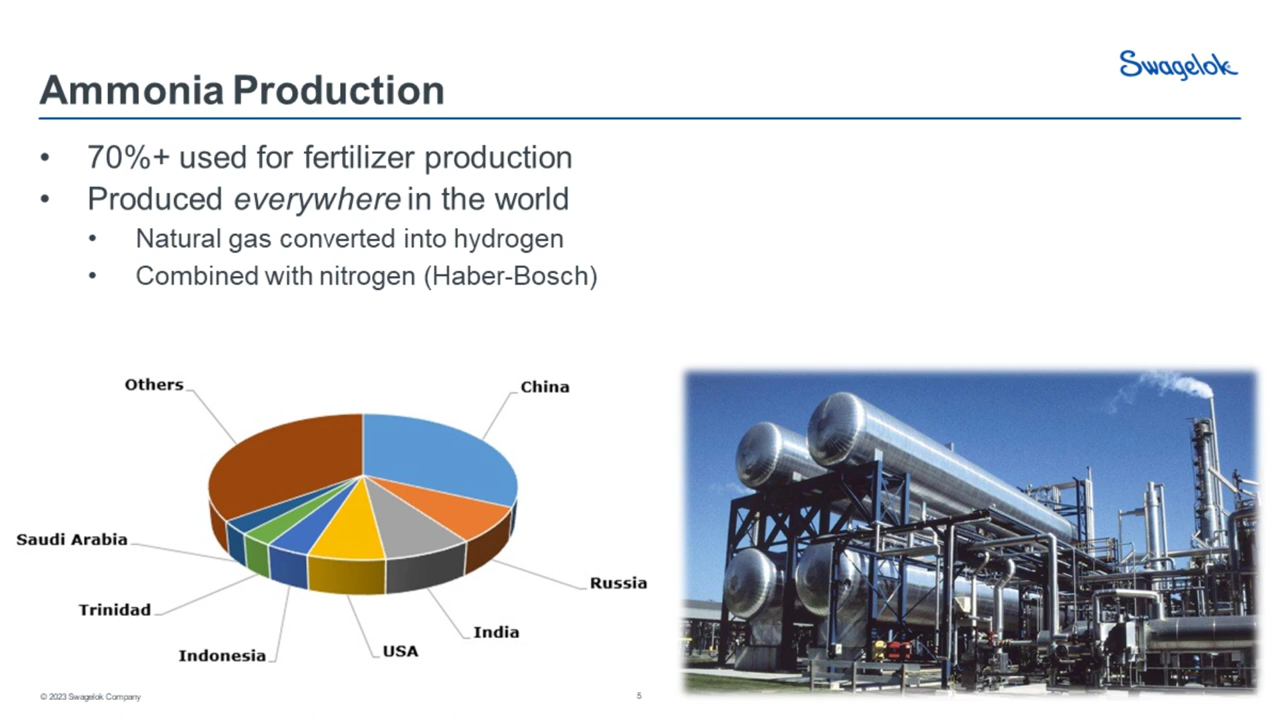 Swagelok
Ammonia Production
• 70%+ used for fertilizer production
• Produced everywhere in the world
• Natural gas converted into hydrogen
• Combined with nitrogen (Haber-Bosch)
Others
China
Saudi Arabia
Russia
Trinidad
India
Indonesia
USA
© 2023 Swagelok Company
5